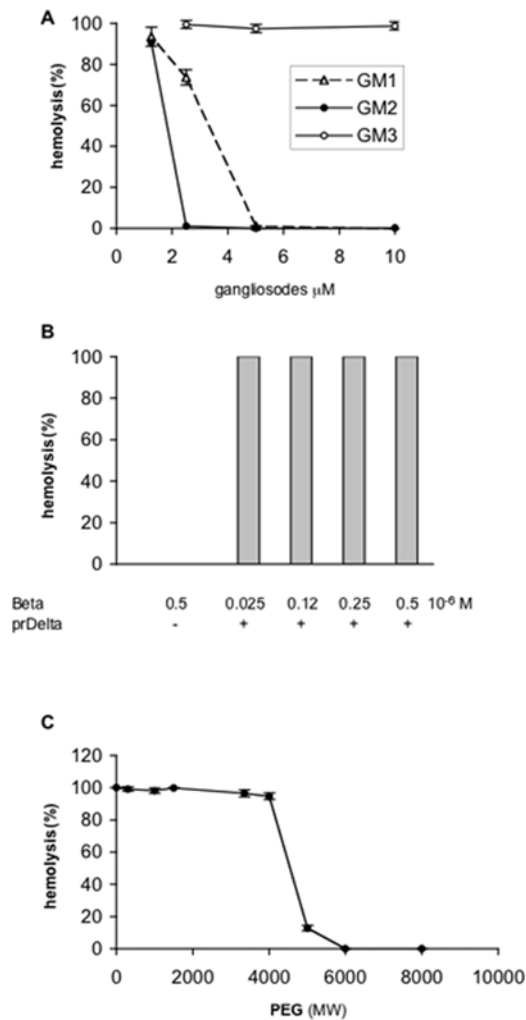 A
100
80
60
40
20
0
hemolysis (%)
GM1
GM2
GM3
0 2 4 6 8 10
gangliosodes μM
B
100
80
60
40
20
0
hemolysis (%)
Beta 0.5 0.025 0.12 0.25 0.5 10⁻⁶ M
prDelta - + + + +
C
120
100
80
60
40
20
0
hemolysis (%)
0 2000 4000 6000 8000 10000
PEG (MW)